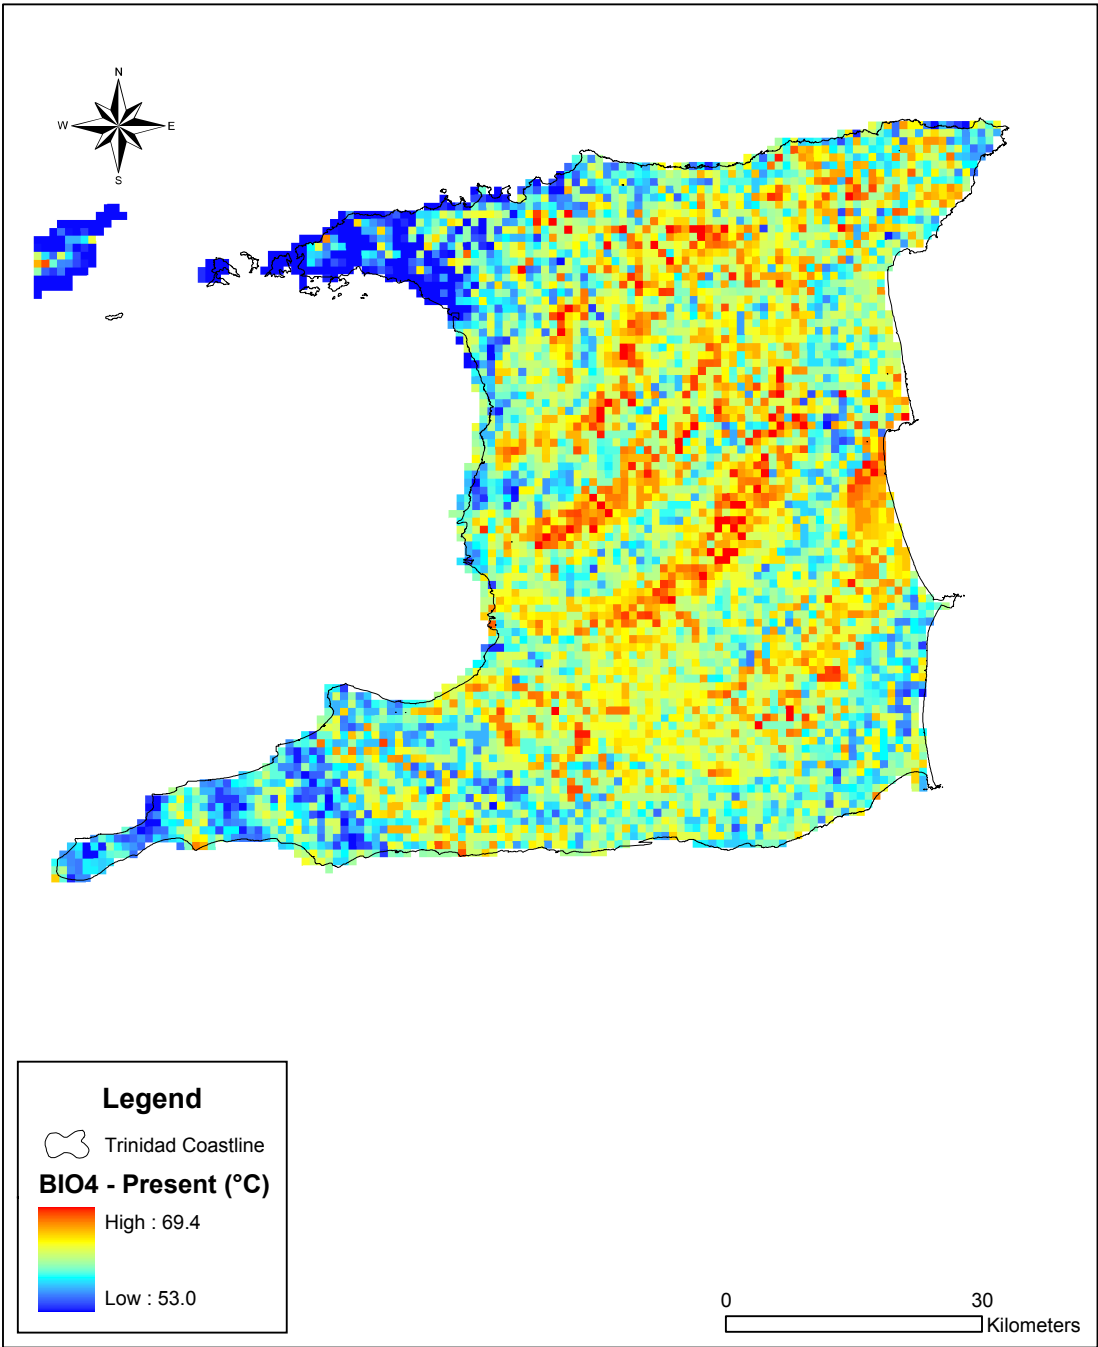 N
W E
S
Legend
Trinidad Coastline
BIO4 - Present (°C)
High : 69.4
Low : 53.0
0 30
Kilometers